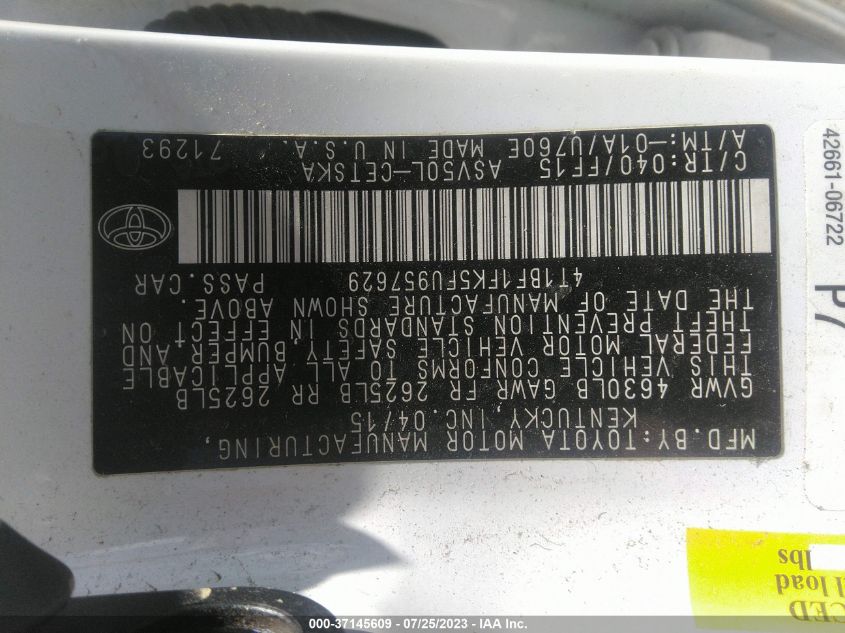 MFD.BY:TOYOTA MOTOR MANUFACTURING,
KENTUCKY,INC.04/15
GVWR 4630LB GAWR FR 2625LB RR 2625LB
THIS VEHICLE CONFORMS TO ALL APPLICABLE
FEDERAL MOTOR VEHICLE SAFETY,BUMPER,AND
THEFT PREVENTION STANDARDS IN EFFECT ON
THE DATE OF MANUFACTURE SHOWN ABOVE.
4T1BF1FK5FU957629 PASS.CAR
C/TR:040/FF15 ASV50L-CETSKA
A/TM:-01A/U760E MADE IN U.S.A. 71293
42661-06722
P7
load
lbs
000-37145609 / 07/25/2023 - IAA Inc.